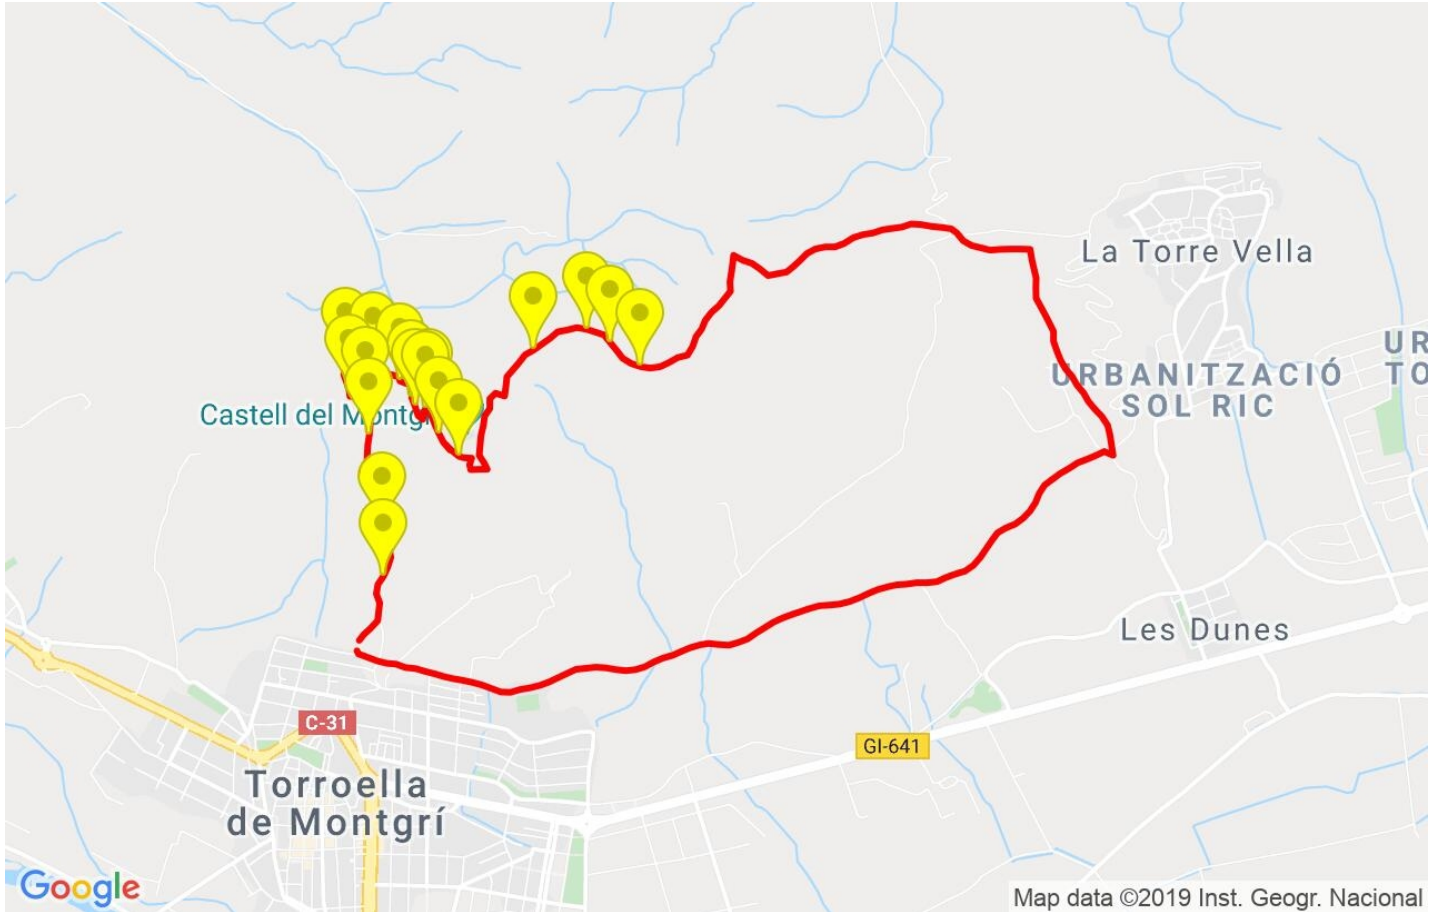 La Torre Vella
UR
TO
URBANITZACIÓ
SOL RIC
Castell del Montg
Les Dunes
C-31
GI-641
Torroella
de Montgrí
Google
Map data ©2019 Inst. Geogr. Nacional